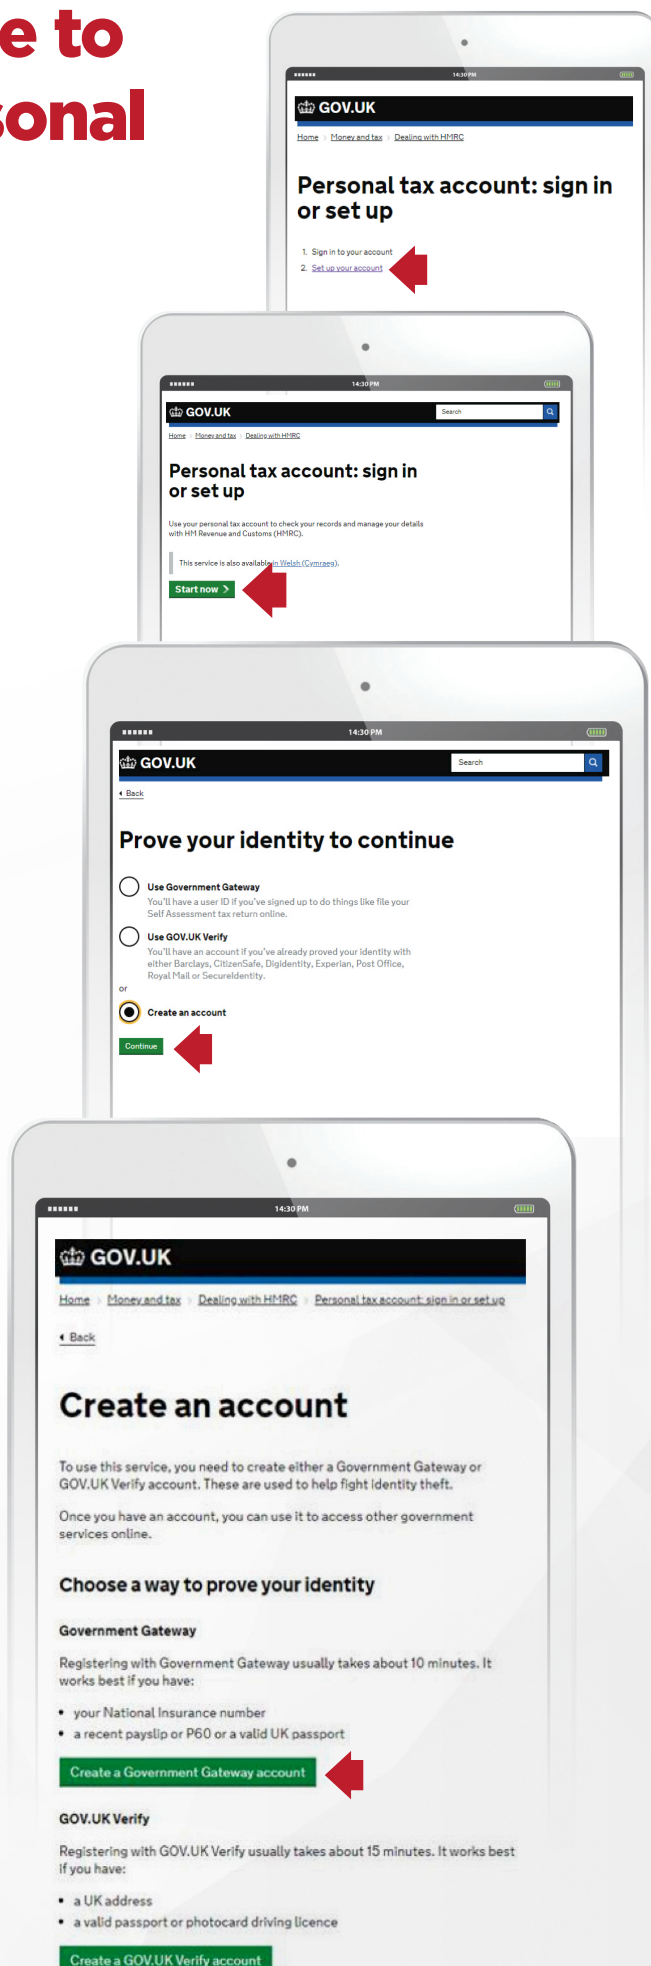 e to
sonal
14:30 PM
GOV.UK
Home > Money and tax > Dealing with HMRC
Personal tax account: sign in
or set up
1. Sign in to your account
2. Set up your account
14:30 PM
GOV.UK
Search
Home > Money and tax > Dealing with HMRC
Personal tax account: sign in
or set up
Use your personal tax account to check your records and manage your details
with HM Revenue and Customs (HMRC).
This service is also available in Welsh (Cymraeg).
Start now >
14:30 PM
GOV.UK
Search
Back
Prove your identity to continue
Use Government Gateway
You'll have a user ID if you've signed up to do things like file your
Self Assessment tax return online.
Use GOV.UK Verify
You'll have an account if you've already proved your identity with
either Barclays, CitizenSafe, Digidentity, Experian, Post Office,
Royal Mail or SecureIdentity.
or
Create an account
Continue
14:30 PM
GOV.UK
Home > Money and tax > Dealing with HMRC > Personal tax account: sign in or set up
Back
Create an account
To use this service, you need to create either a Government Gateway or
GOV.UK Verify account. These are used to help fight identity theft.
Once you have an account, you can use it to access other government
services online.
Choose a way to prove your identity
Government Gateway
Registering with Government Gateway usually takes about 10 minutes. It
works best if you have:
• your National Insurance number
• a recent payslip or P60 or a valid UK passport
Create a Government Gateway account
GOV.UK Verify
Registering with GOV.UK Verify usually takes about 15 minutes. It works best
if you have:
• a UK address
• a valid passport or photocard driving licence
Create a GOV.UK Verify account